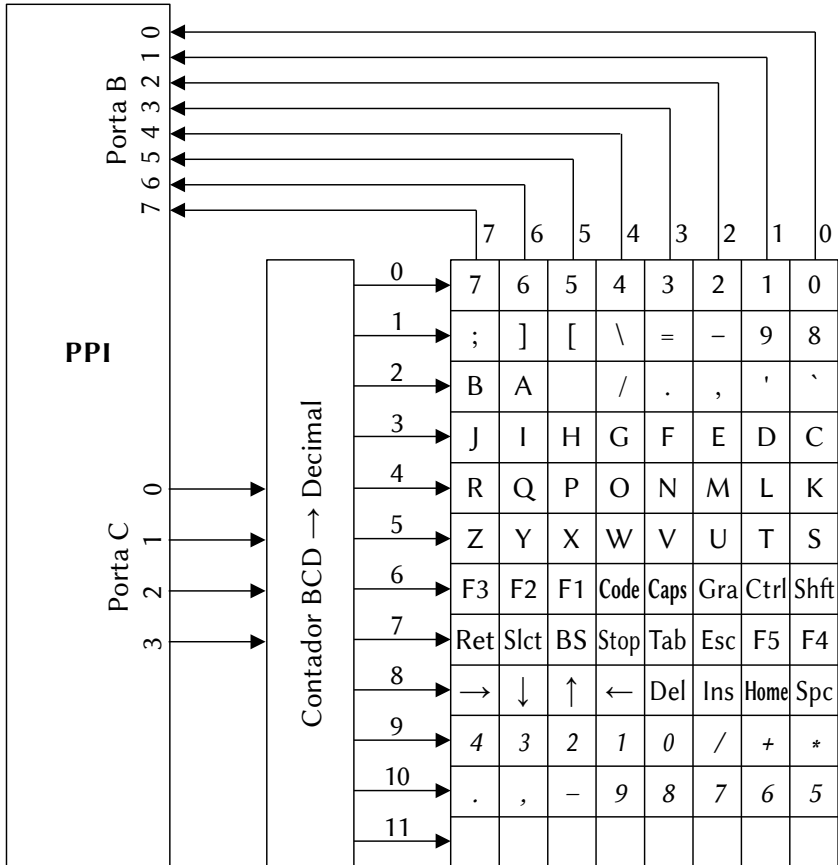 Porta B
0
1
2
3
4
5
6
7
7 6 5 4 3 2 1 0
PPI
Porta C
0
1
2
3
Contador BCD → Decimal
0 7 6 5 4 3 2 1 0
1 ; ] [ \ = − 9 8
2 B A / . , ' `
3 J I H G F E D C
4 R Q P O N M L K
5 Z Y X W V U T S
6 F3 F2 F1 Code Caps Gra Ctrl Shft
7 Ret Slct BS Stop Tab Esc F5 F4
8 → ↓ ↑ ← Del Ins Home Spc
9 4 3 2 1 0 / + *
10 . , − 9 8 7 6 5
11